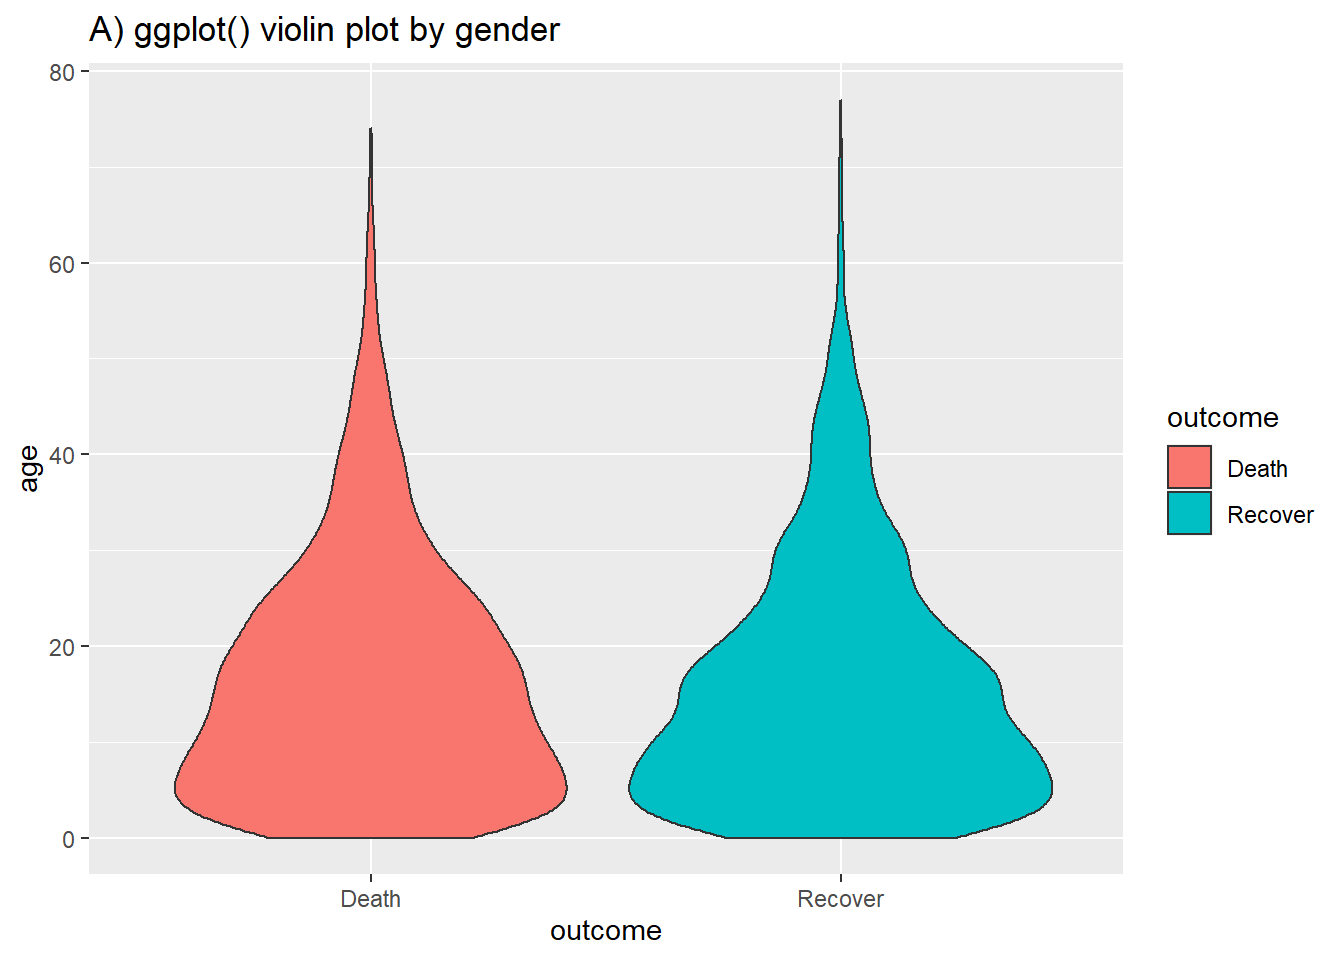 A) ggplot() violin plot by gender
80
60
40
20
0
age
Death
Recover
outcome
outcome
Death
Recover